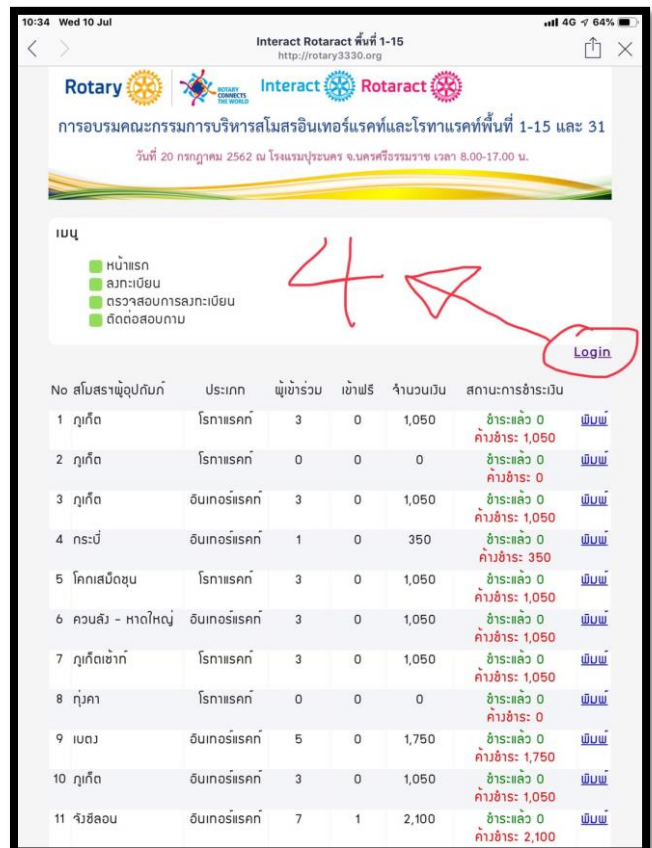 10:34 Wed 10 Jul
4G 64%
Interact Rotaract พื้นที่ 1-15
http://rotary3330.org
Rotary ROTARY CONNECTS THE WORLD Interact Rotaract
การอบรมคณะกรรมการบริหารสโมสรอินเทอร์แรคท์และโรทาแรคท์พื้นที่ 1-15 และ 31
วันที่ 20 กรกฎาคม 2562 ณ โรงแรมปุระนคร จ.นครศรีธรรมราช เวลา 8.00-17.00 น.
เมนู
หน้าแรก
ลงทะเบียน
ตรวจสอบการลงทะเบียน
ติดต่อสอบถาม
4
Login
No สโมสรฯผู้อุปถัมภ์ ประเภท ผู้เข้าร่วม เข้าฟรี จำนวนเงิน สถานะการชำระเงิน
1 ภูเก็ต โรทาแรคท์ 3 0 1,050 ชำระแล้ว 0 พิมพ์
ค้างชำระ 1,050
2 ภูเก็ต โรทาแรคท์ 0 0 0 ชำระแล้ว 0 พิมพ์
ค้างชำระ 0
3 ภูเก็ต อินเทอร์แรคท์ 3 0 1,050 ชำระแล้ว 0 พิมพ์
ค้างชำระ 1,050
4 กระบี่ อินเทอร์แรคท์ 1 0 350 ชำระแล้ว 0 พิมพ์
ค้างชำระ 350
5 โคกเสม็ดชุน โรทาแรคท์ 3 0 1,050 ชำระแล้ว 0 พิมพ์
ค้างชำระ 1,050
6 ควนลัง - หาดใหญ่ อินเทอร์แรคท์ 3 0 1,050 ชำระแล้ว 0 พิมพ์
ค้างชำระ 1,050
7 ภูเก็ตเซ้าท์ โรทาแรคท์ 3 0 1,050 ชำระแล้ว 0 พิมพ์
ค้างชำระ 1,050
8 ทุ่งคา โรทาแรคท์ 0 0 0 ชำระแล้ว 0 พิมพ์
ค้างชำระ 0
9 เบตง อินเทอร์แรคท์ 5 0 1,750 ชำระแล้ว 0 พิมพ์
ค้างชำระ 1,750
10 ภูเก็ต อินเทอร์แรคท์ 3 0 1,050 ชำระแล้ว 0 พิมพ์
ค้างชำระ 1,050
11 จังซีลอน อินเทอร์แรคท์ 7 1 2,100 ชำระแล้ว 0 พิมพ์
ค้างชำระ 2,100